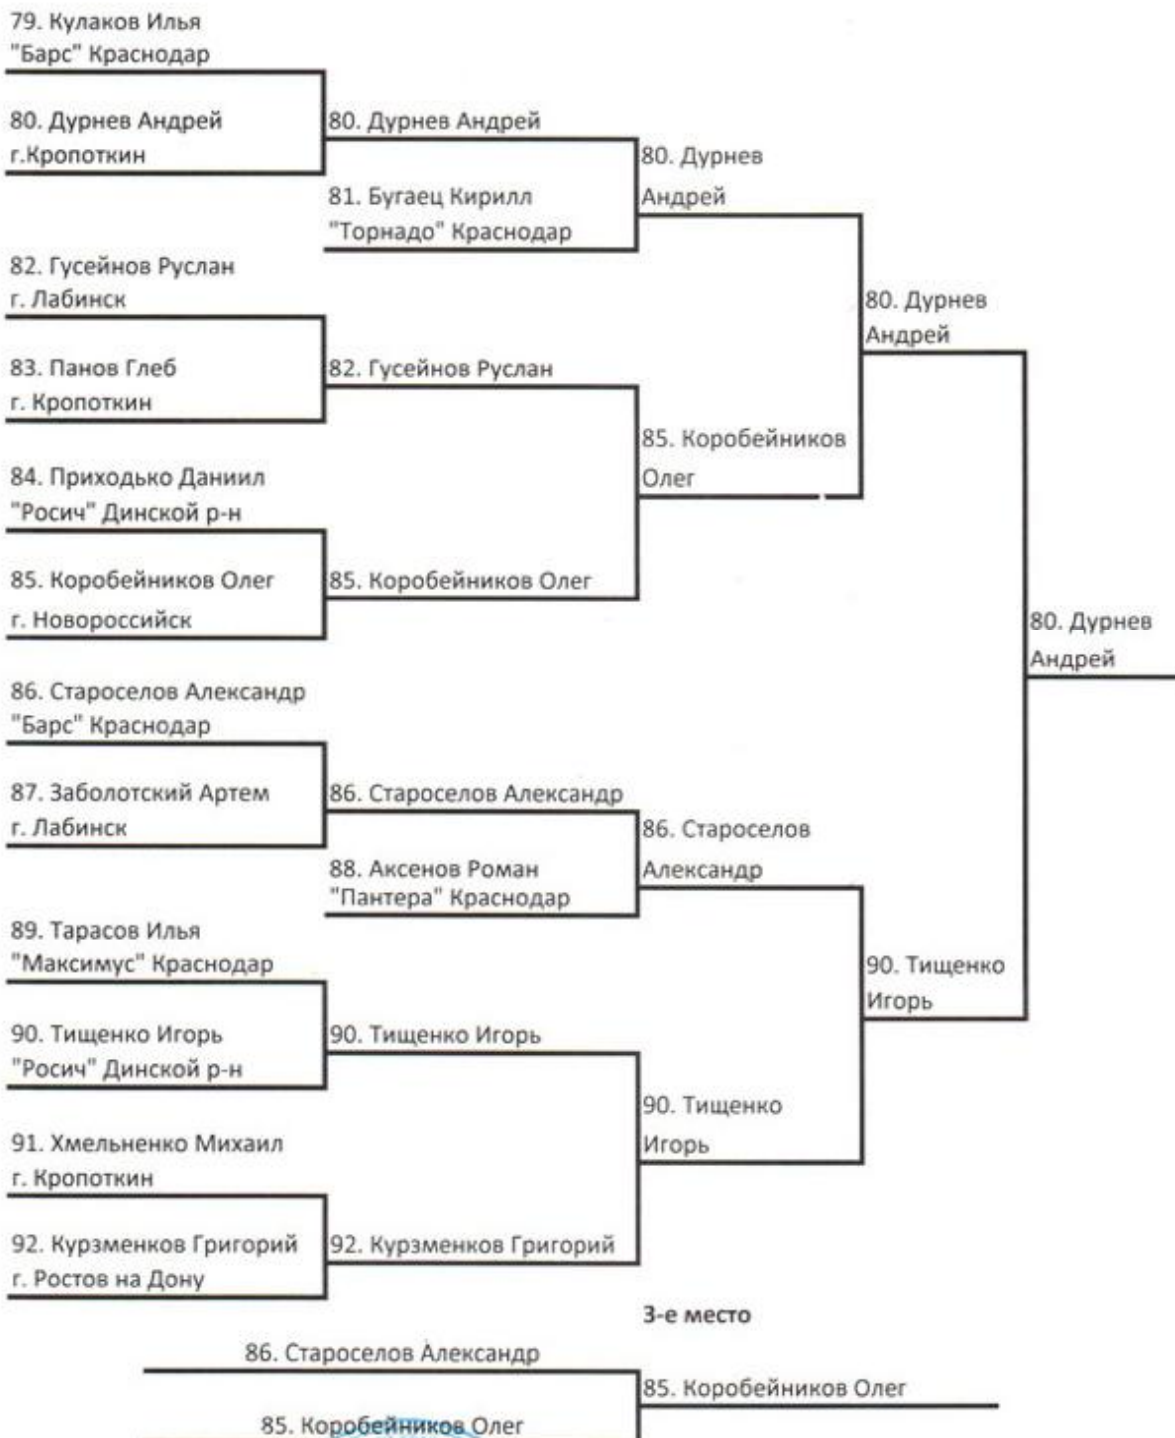 79. Кулаков Илья
"Барс" Краснодар
80. Дурнев Андрей
г.Кропоткин
80. Дурнев Андрей
81. Бугаец Кирилл
"Торнадо" Краснодар
80. Дурнев
Андрей
82. Гусейнов Руслан
г. Лабинск
83. Панов Глеб
г. Кропоткин
82. Гусейнов Руслан
84. Приходько Даниил
"Росич" Динской р-н
85. Коробейников Олег
г. Новороссийск
85. Коробейников Олег
85. Коробейников
Олег
80. Дурнев
Андрей
86. Староселов Александр
"Барс" Краснодар
87. Заболотский Артем
г. Лабинск
86. Староселов Александр
88. Аксенов Роман
"Пантера" Краснодар
86. Староселов
Александр
89. Тарасов Илья
"Максимус" Краснодар
90. Тищенко Игорь
"Росич" Динской р-н
90. Тищенко Игорь
91. Хмельненко Михаил
г. Кропоткин
92. Курзменков Григорий
г. Ростов на Дону
92. Курзменков Григорий
90. Тищенко
Игорь
90. Тищенко
Игорь
80. Дурнев
Андрей
3-е место
86. Староселов Александр
85. Коробейников Олег
85. Коробейников Олег